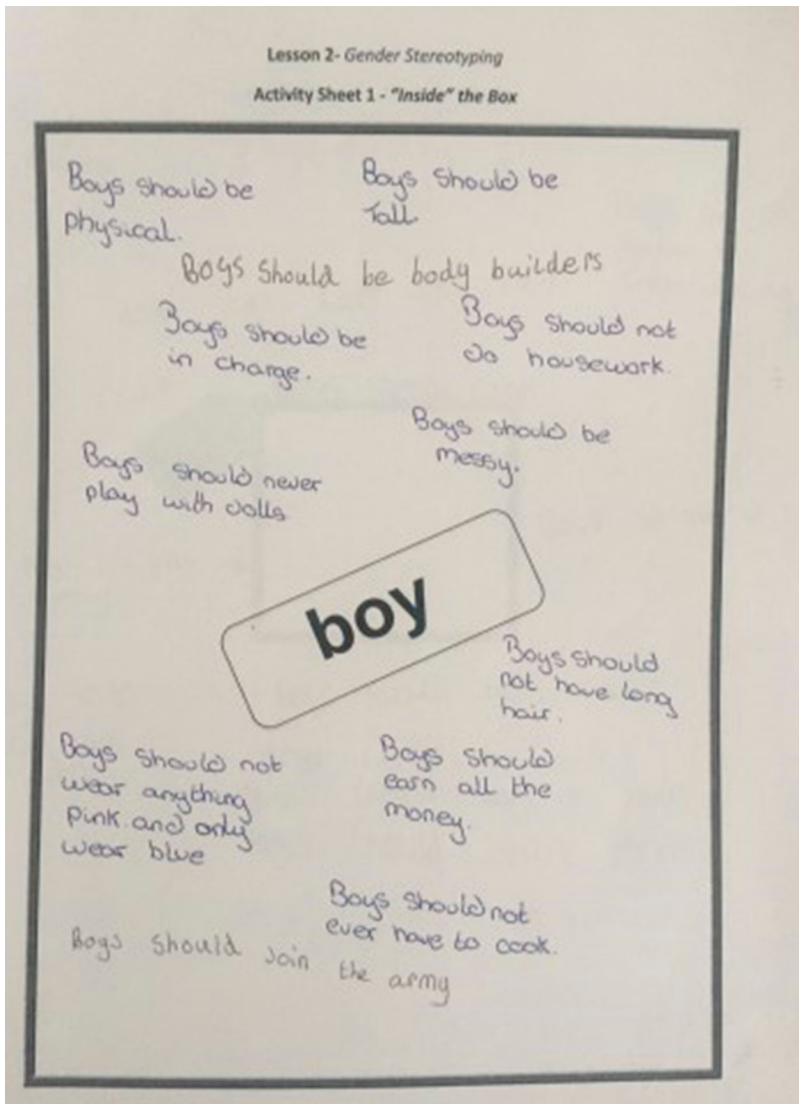 Lesson 2- Gender Stereotyping
Activity Sheet 1 - "Inside" the Box
Boys should be
physical.
Boys should be
Tall.
BOYS Should be body builders
Boys should be
in charge.
Boys should not
do housework.
Boys should be
messy.
Boys should never
play with dolls
boy
Boys should
not have long
hair.
Boys should not
wear anything
pink and only
wear blue
Boys should
earn all the
money.
Boys should not
ever have to cook.
Boys should join the army